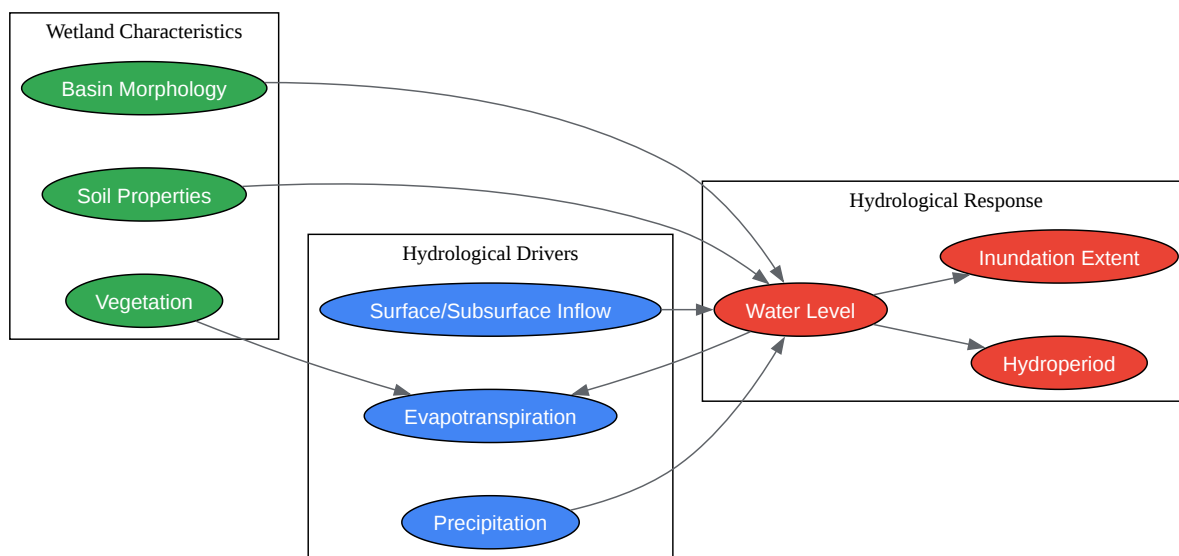 Wetland Characteristics
Basin Morphology
Soil Properties
Vegetation
Hydrological Drivers
Surface/Subsurface Inflow
Evapotranspiration
Precipitation
Hydrological Response
Water Level
Inundation Extent
Hydroperiod